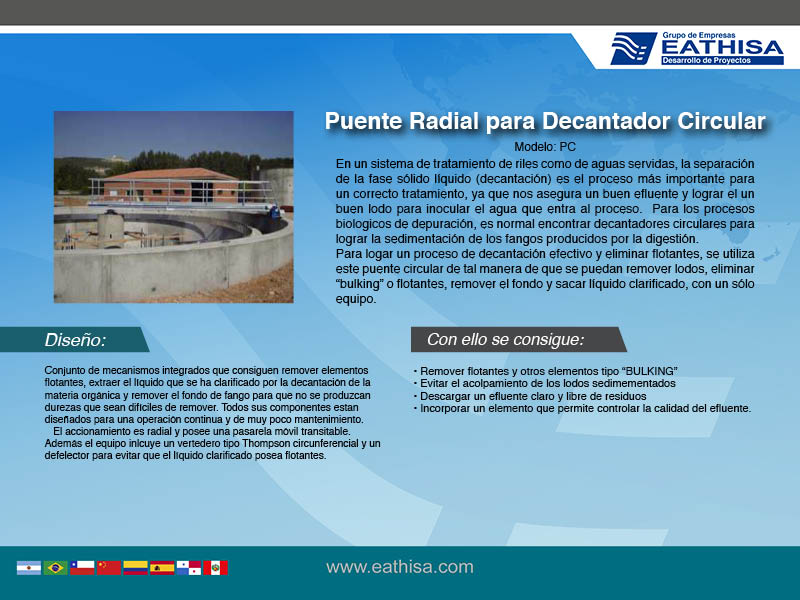 Grupo de Empresas
EATHISA
Desarrollo de Proyectos
Puente Radial para Decantador Circular
Modelo: PC
En un sistema de tratamiento de riles como de aguas servidas, la separación
de la fase sólido líquido (decantación) es el proceso más importante para
un correcto tratamiento, ya que nos asegura un buen efluente y lograr el un
buen lodo para inocular el agua que entra al proceso. Para los procesos
biologicos de depuración, es normal encontrar decantadores circulares para
lograr la sedimentación de los fangos producidos por la digestión.
Para logar un proceso de decantación efectivo y eliminar flotantes, se utiliza
este puente circular de tal manera de que se puedan remover lodos, eliminar
“bulking” o flotantes, remover el fondo y sacar líquido clarificado, con un sólo
equipo.
Diseño:
Conjunto de mecanismos integrados que consiguen remover elementos
flotantes, extraer el líquido que se ha clarificado por la decantación de la
materia orgánica y remover el fondo de fango para que no se produzcan
durezas que sean difíciles de remover. Todos sus componentes estan
diseñados para una operación continua y de muy poco mantenimiento.
El accionamiento es radial y posee una pasarela móvil transitable.
Además el equipo inlcuye un vertedero tipo Thompson circunferencial y un
defelector para evitar que el líquido clarificado posea flotantes.
Con ello se consigue:
· Remover flotantes y otros elementos tipo “BULKING”
· Evitar el acolpamiento de los lodos sedimementados
· Descargar un efluente claro y libre de residuos
· Incorporar un elemento que permite controlar la calidad del efluente.
www.eathisa.com